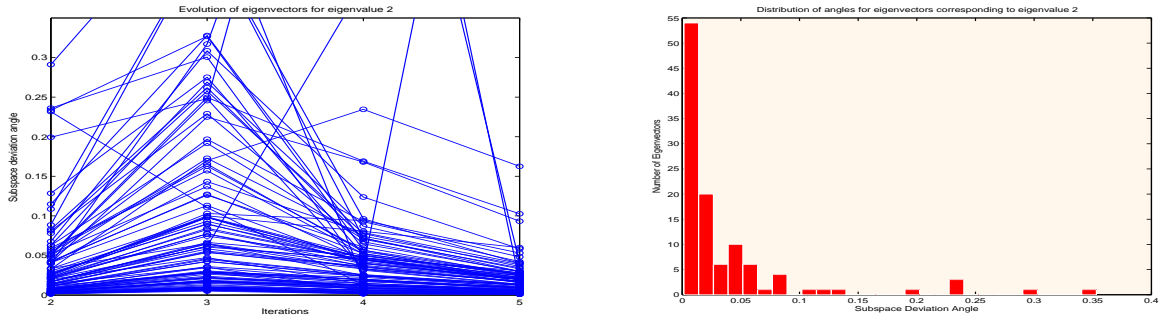 Evolution of eigenvectors for eigenvalue 2
Subspace deviation angle
0.3
0.25
0.2
0.15
0.1
0.05
0
2 3 4 5
Iterations
Distribution of angles for eigenvectors corresponding to eigenvalue 2
Number of Eigenvectors
55
50
45
40
35
30
25
20
15
10
5
0
0 0.05 0.1 0.15 0.2 0.25 0.3 0.35 0.4
Subspace Deviation Angle